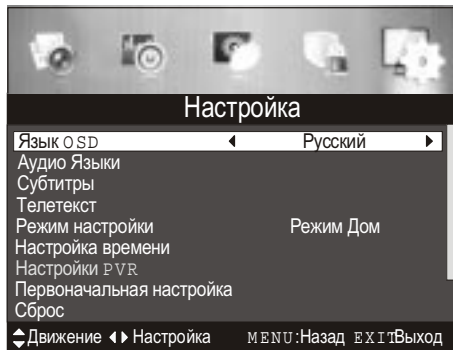 Настройка
Язык OSD Русский
Аудио Языки
Субтитры
Телетекст
Режим настройки Режим Дом
Настройка времени
Настройки PVR
Первоначальная настройка
Сброс
Движение Настройка MENU:Назад EXITВыход